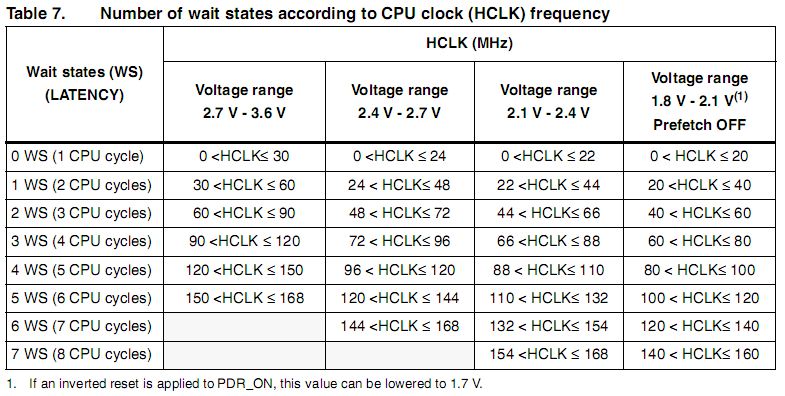 Table 7. Number of wait states according to CPU clock (HCLK) frequency
Wait states (WS)
(LATENCY)
HCLK (MHz)
Voltage range
2.7 V - 3.6 V
Voltage range
2.4 V - 2.7 V
Voltage range
2.1 V - 2.4 V
Voltage range
1.8 V - 2.1 V(1)
Prefetch OFF
0 WS (1 CPU cycle) 0 <HCLK≤ 30 0 <HCLK ≤ 24 0 <HCLK ≤ 22 0 < HCLK ≤ 20
1 WS (2 CPU cycles) 30 <HCLK ≤ 60 24 < HCLK≤ 48 22 <HCLK ≤ 44 20 <HCLK ≤ 40
2 WS (3 CPU cycles) 60 <HCLK ≤ 90 48 < HCLK≤ 72 44 < HCLK≤ 66 40 < HCLK≤ 60
3 WS (4 CPU cycles) 90 <HCLK ≤ 120 72 < HCLK≤ 96 66 <HCLK ≤ 88 60 < HCLK≤ 80
4 WS (5 CPU cycles) 120 <HCLK ≤ 150 96 < HCLK≤ 120 88 < HCLK≤ 110 80 < HCLK≤ 100
5 WS (6 CPU cycles) 150 <HCLK ≤ 168 120 <HCLK ≤ 144 110 < HCLK≤ 132 100 < HCLK≤ 120
6 WS (7 CPU cycles) 144 <HCLK ≤ 168 132 < HCLK≤ 154 120 < HCLK≤ 140
7 WS (8 CPU cycles) 154 <HCLK ≤ 168 140 < HCLK≤ 160
1. If an inverted reset is applied to PDR_ON, this value can be lowered to 1.7 V.